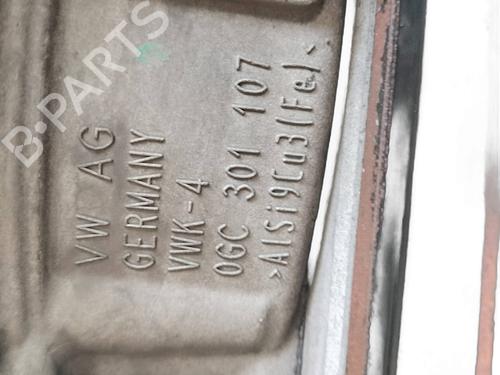 B-PARTS
VW AG
GERMANY
VWK-4
0GC 301 107
>AlSi9Cu3(Fe)<